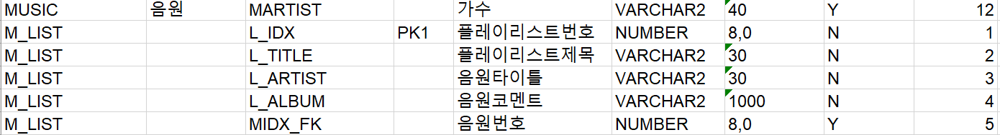 MUSIC 음원 MARTIST 가수 VARCHAR2 40 Y 12
M_LIST L_IDX PK1 플레이리스트번호 NUMBER 8,0 N 1
M_LIST L_TITLE 플레이리스트제목 VARCHAR2 30 N 2
M_LIST L_ARTIST 음원타이틀 VARCHAR2 30 N 3
M_LIST L_ALBUM 음원코멘트 VARCHAR2 1000 N 4
M_LIST MIDX_FK 음원번호 NUMBER 8,0 Y 5